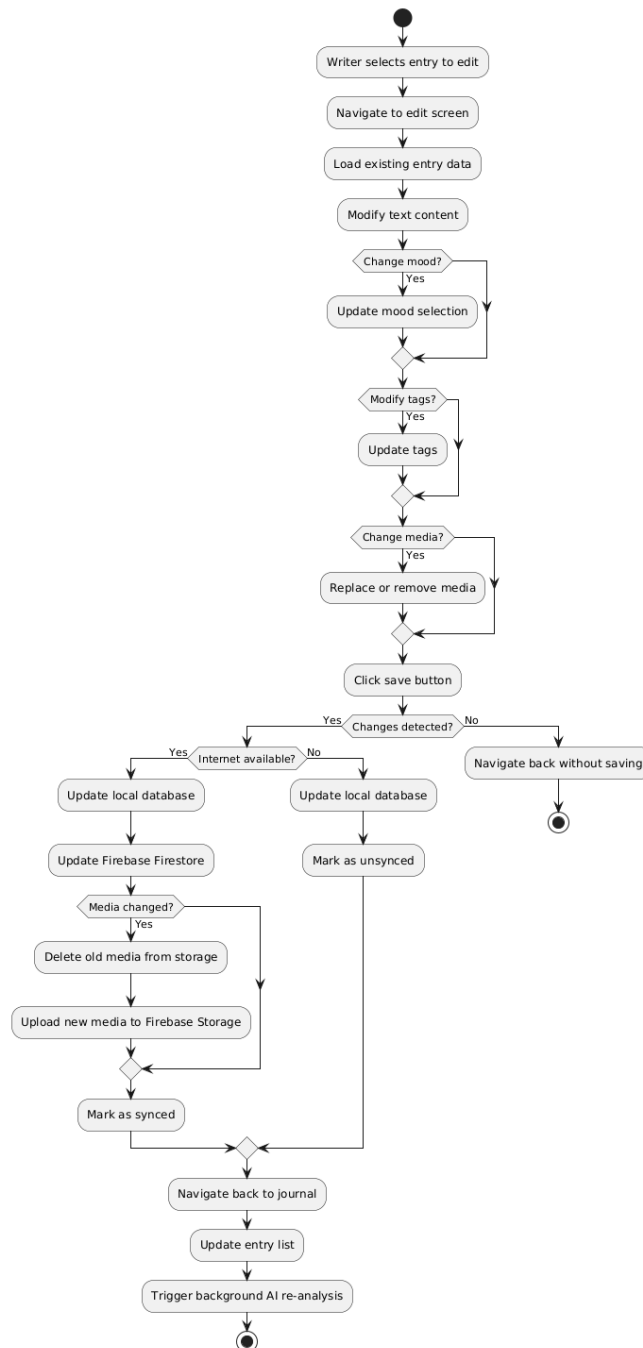 Writer selects entry to edit
Navigate to edit screen
Load existing entry data
Modify text content
Change mood?
Yes
Update mood selection
Modify tags?
Yes
Update tags
Change media?
Yes
Replace or remove media
Click save button
Yes
Changes detected?
No
Yes
Internet available?
No
Navigate back without saving
Update local database
Update local database
Update Firebase Firestore
Mark as unsynced
Media changed?
Yes
Delete old media from storage
Upload new media to Firebase Storage
Mark as synced
Navigate back to journal
Update entry list
Trigger background AI re-analysis